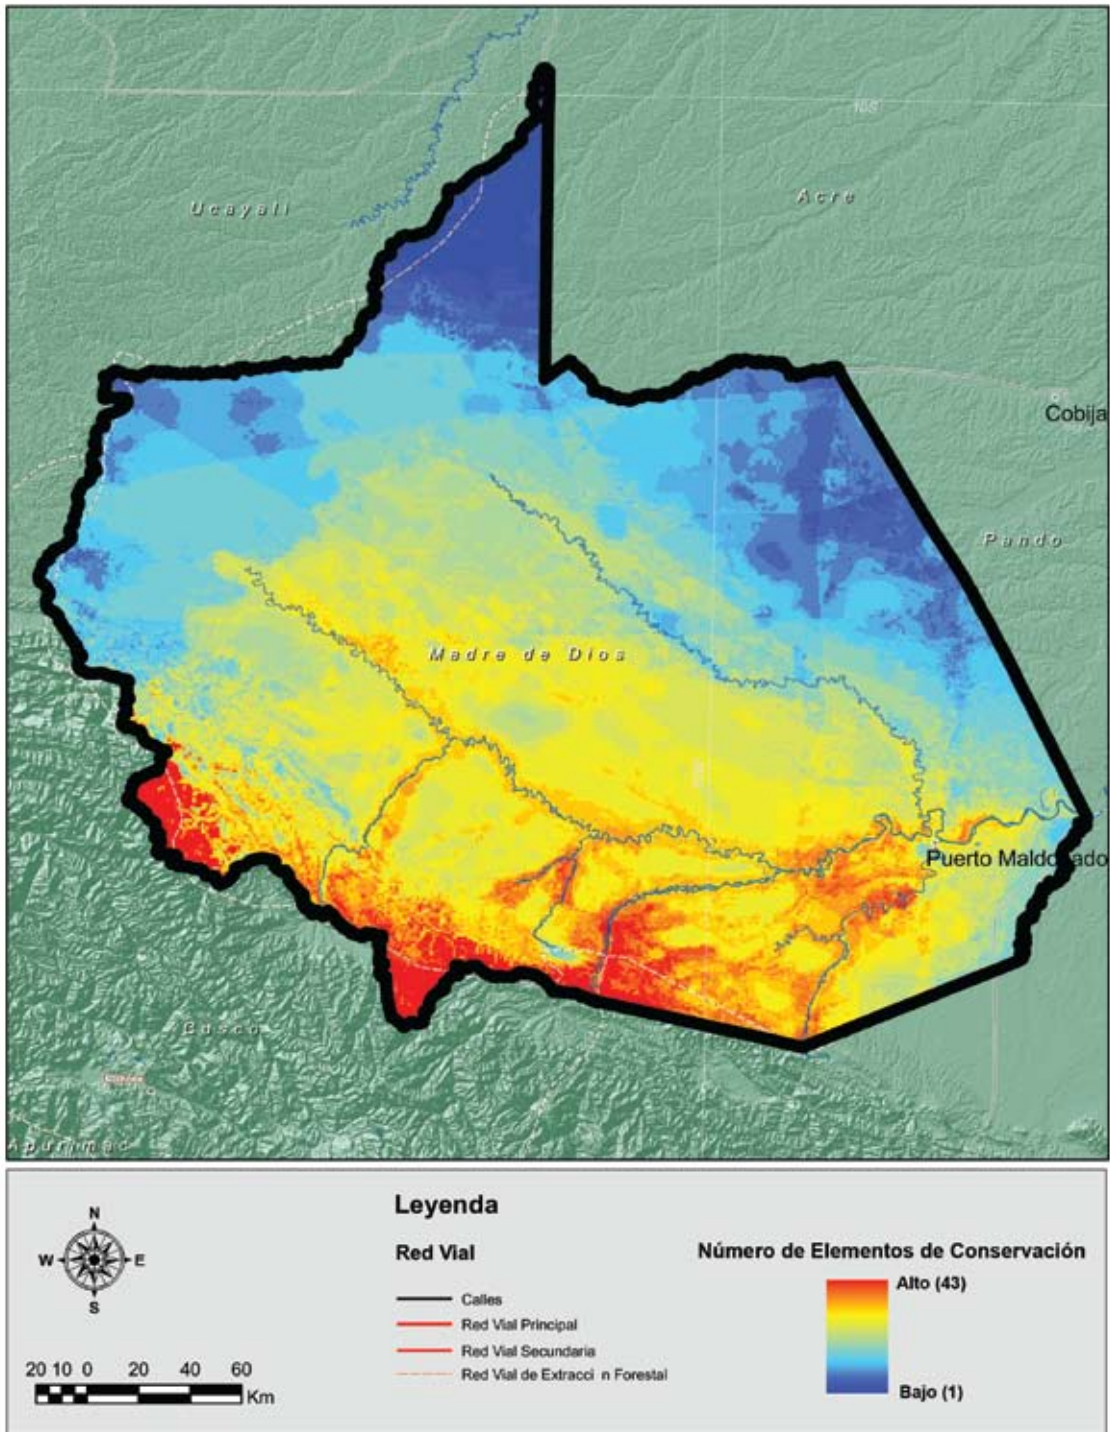 Ucayali
Acre
Cobija
Pando
Madre de Dios
Puerto Maldonado
Cusco
Apurimac
Leyenda
Red Vial
Calles
Red Vial Principal
Red Vial Secundaria
Red Vial de Extracci n Forestal
Número de Elementos de Conservación
Alto (43)
Bajo (1)
N
W E
S
20 10 0 20 40 60
Km